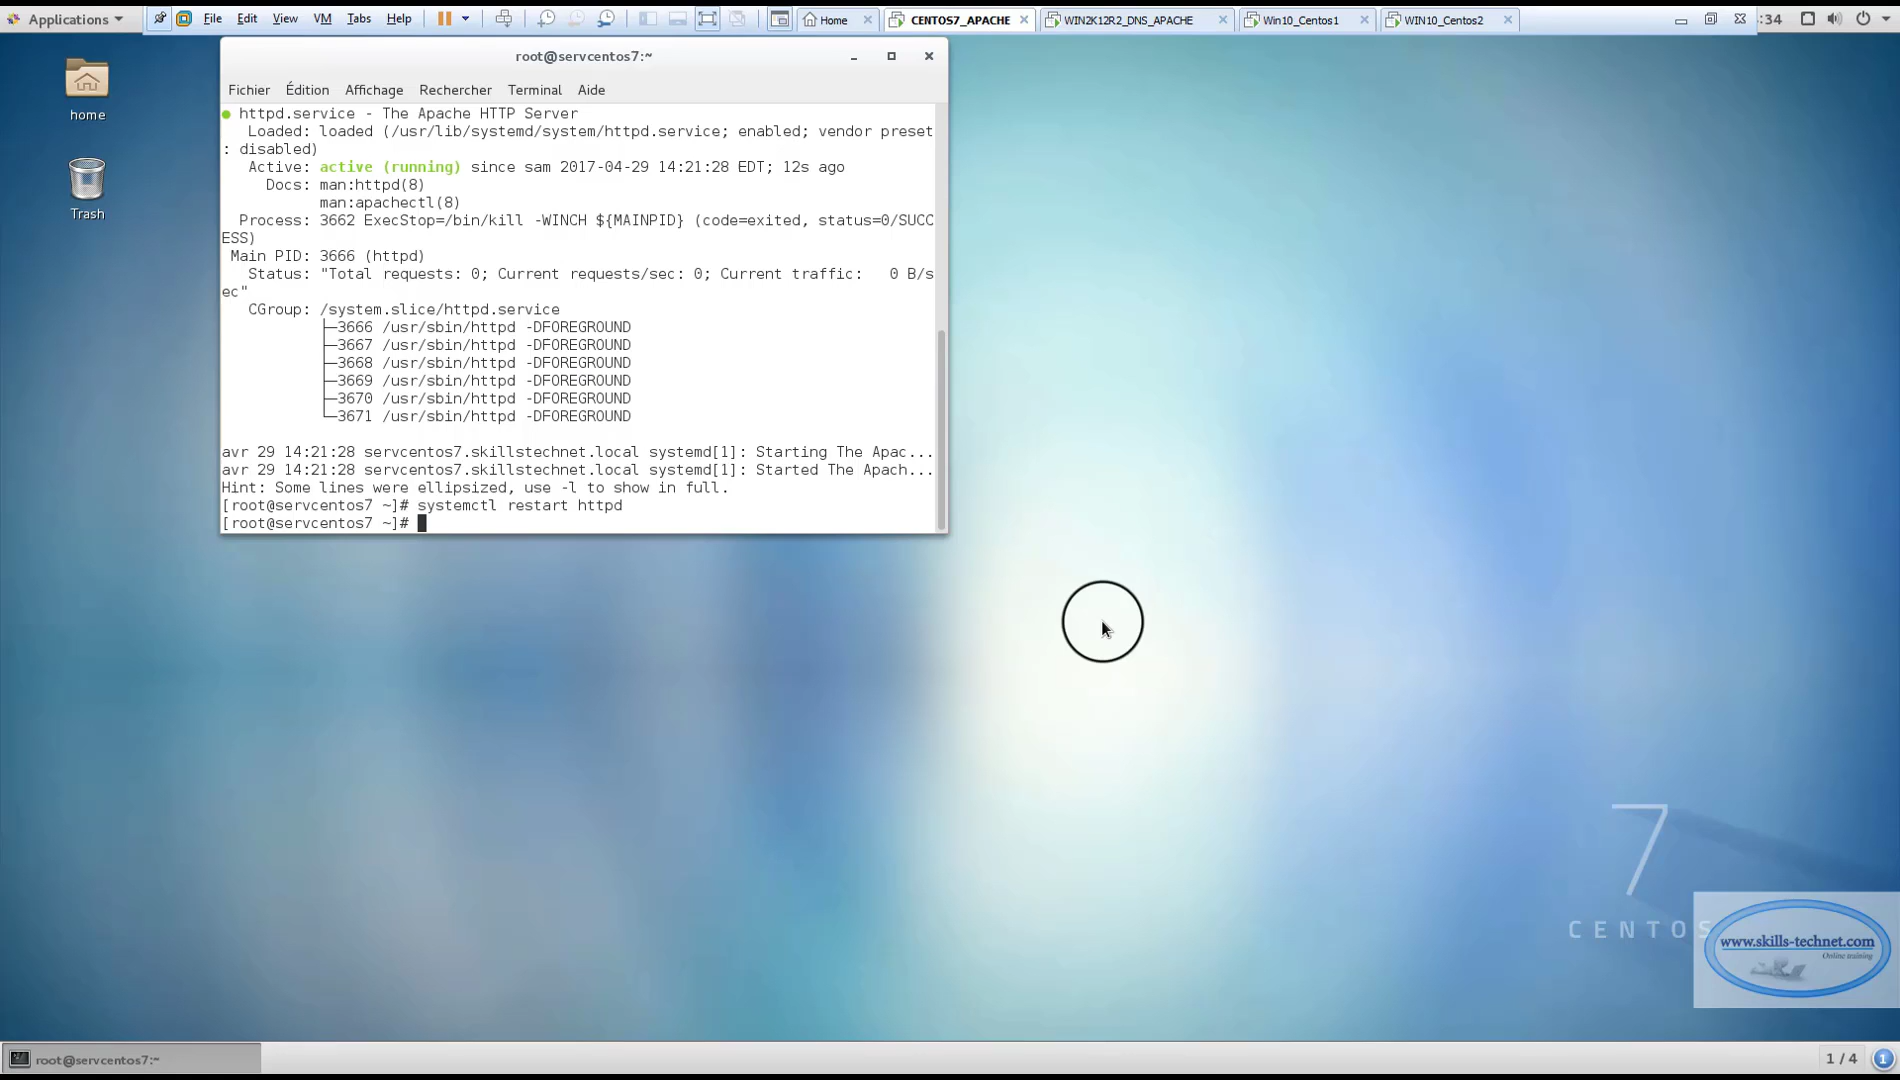 Applications File Edit View VM Tabs Help Home CENTOS7_APACHE WIN2K12R2_DNS_APACHE Win10_Centos1 WIN10_Centos2 :34
root@servcentos7:~
Fichier Édition Affichage Rechercher Terminal Aide
home
Trash
● httpd.service - The Apache HTTP Server
Loaded: loaded (/usr/lib/systemd/system/httpd.service; enabled; vendor preset
: disabled)
Active: active (running) since sam 2017-04-29 14:21:28 EDT; 12s ago
Docs: man:httpd(8)
man:apachectl(8)
Process: 3662 ExecStop=/bin/kill -WINCH ${MAINPID} (code=exited, status=0/SUCC
ESS)
Main PID: 3666 (httpd)
Status: "Total requests: 0; Current requests/sec: 0; Current traffic:   0 B/s
ec"
CGroup: /system.slice/httpd.service
├─3666 /usr/sbin/httpd -DFOREGROUND
├─3667 /usr/sbin/httpd -DFOREGROUND
├─3668 /usr/sbin/httpd -DFOREGROUND
├─3669 /usr/sbin/httpd -DFOREGROUND
├─3670 /usr/sbin/httpd -DFOREGROUND
└─3671 /usr/sbin/httpd -DFOREGROUND
avr 29 14:21:28 servcentos7.skillstechnet.local systemd[1]: Starting The Apac...
avr 29 14:21:28 servcentos7.skillstechnet.local systemd[1]: Started The Apach...
Hint: Some lines were ellipsized, use -l to show in full.
[root@servcentos7 ~]# systemctl restart httpd
[root@servcentos7 ~]#
7
CENTOS
www.skills-technet.com
Online training
root@servcentos7:~
1 / 4
1